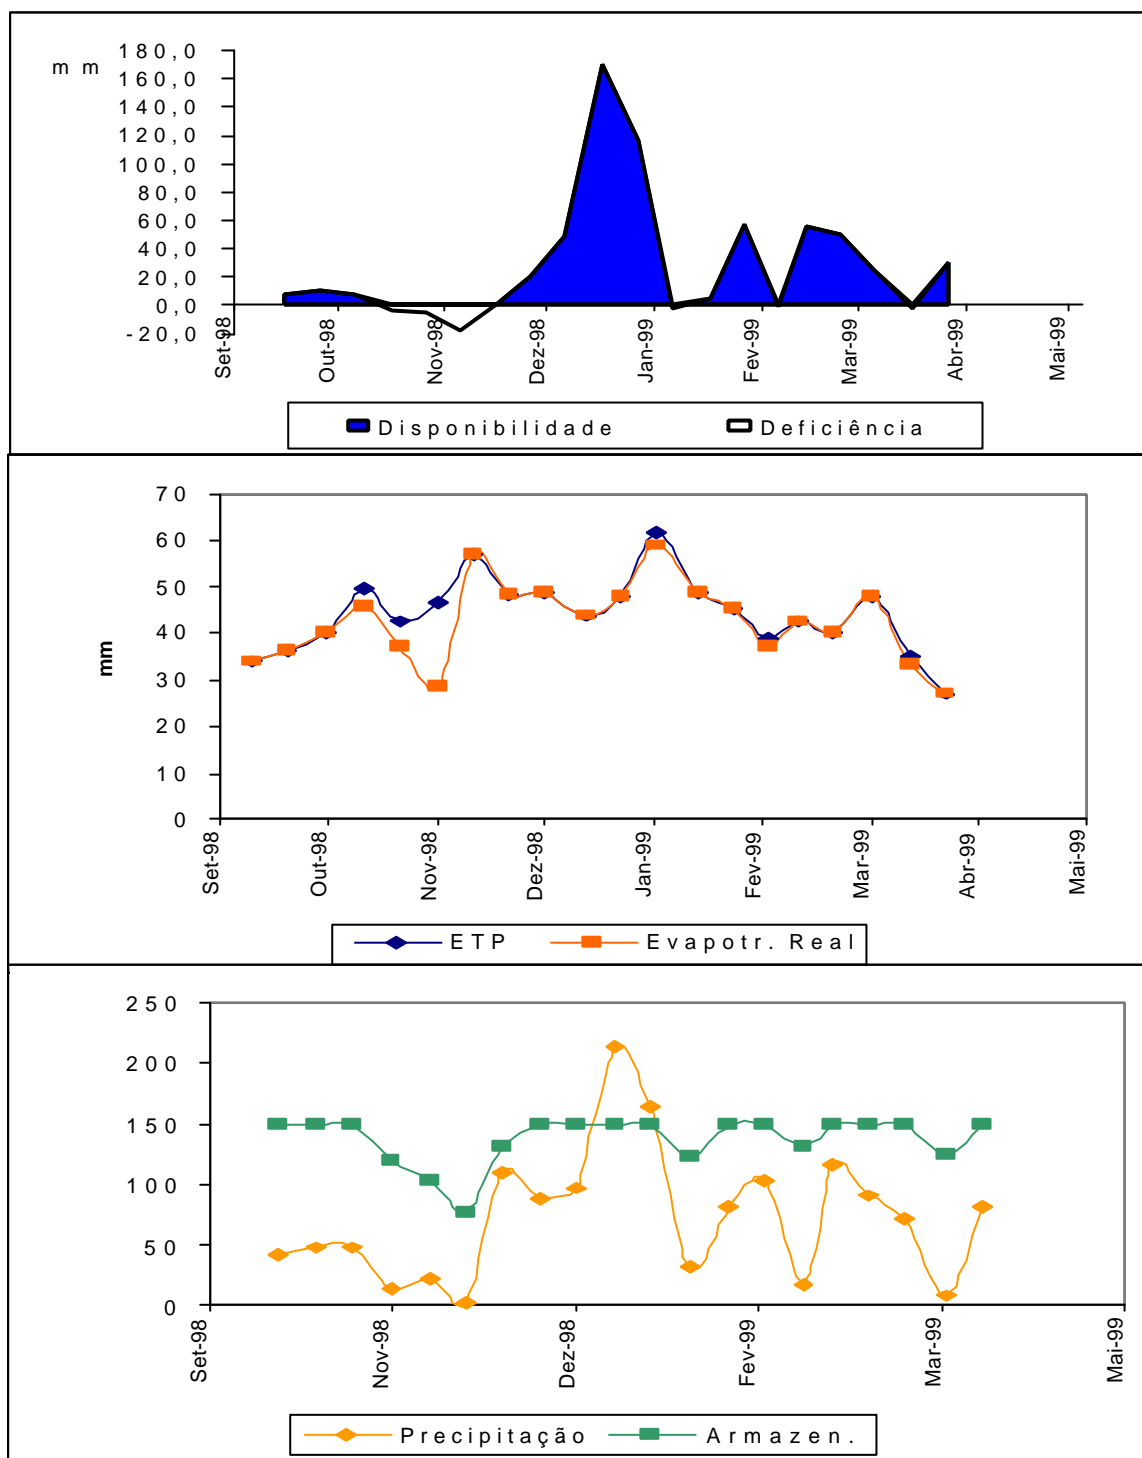 mm
180,0
160,0
140,0
120,0
100,0
80,0
60,0
40,0
20,0
0,0
-20,0
Set-98
Out-98
Nov-98
Dez-98
Jan-99
Fev-99
Mar-99
Abr-99
Mai-99
Disponibilidade Deficiência
mm
70
60
50
40
30
20
10
0
Set-98
Out-98
Nov-98
Dez-98
Jan-99
Fev-99
Mar-99
Abr-99
Mai-99
ETP Evapotr. Real
250
200
150
100
50
0
Set-98
Nov-98
Dez-98
Fev-99
Mar-99
Mai-99
Precipitação Armazen.